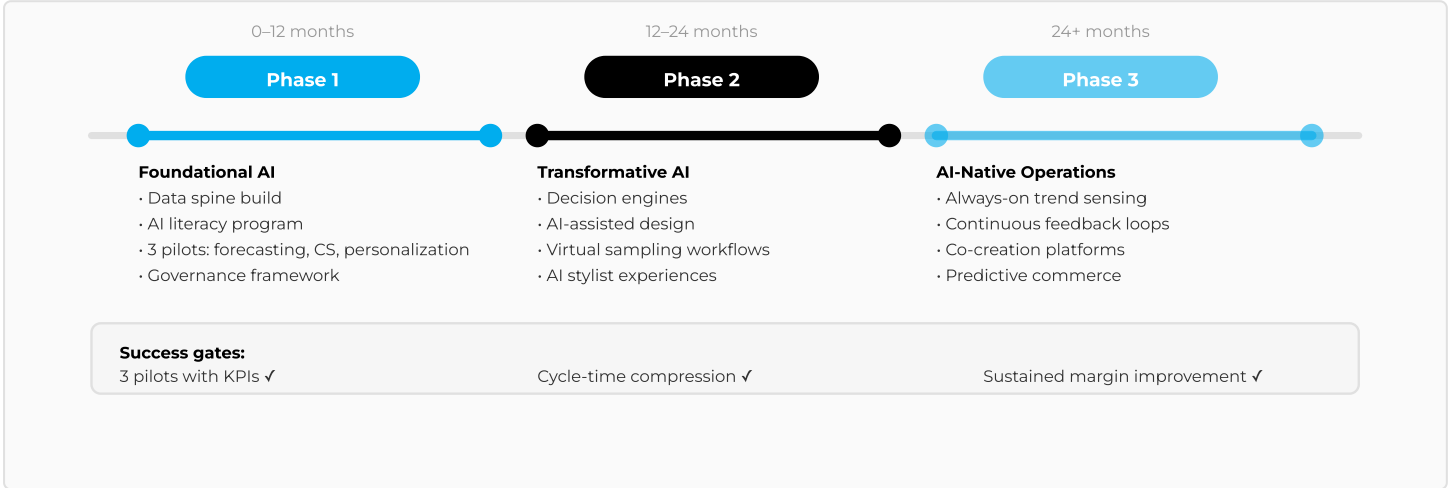 0–12 months
12–24 months
24+ months
Phase 1
Phase 2
Phase 3
Foundational AI
• Data spine build
• AI literacy program
• 3 pilots: forecasting, CS, personalization
• Governance framework
Transformative AI
• Decision engines
• AI-assisted design
• Virtual sampling workflows
• AI stylist experiences
AI-Native Operations
• Always-on trend sensing
• Continuous feedback loops
• Co-creation platforms
• Predictive commerce
Success gates:
3 pilots with KPIs ✓
Cycle-time compression ✓
Sustained margin improvement ✓